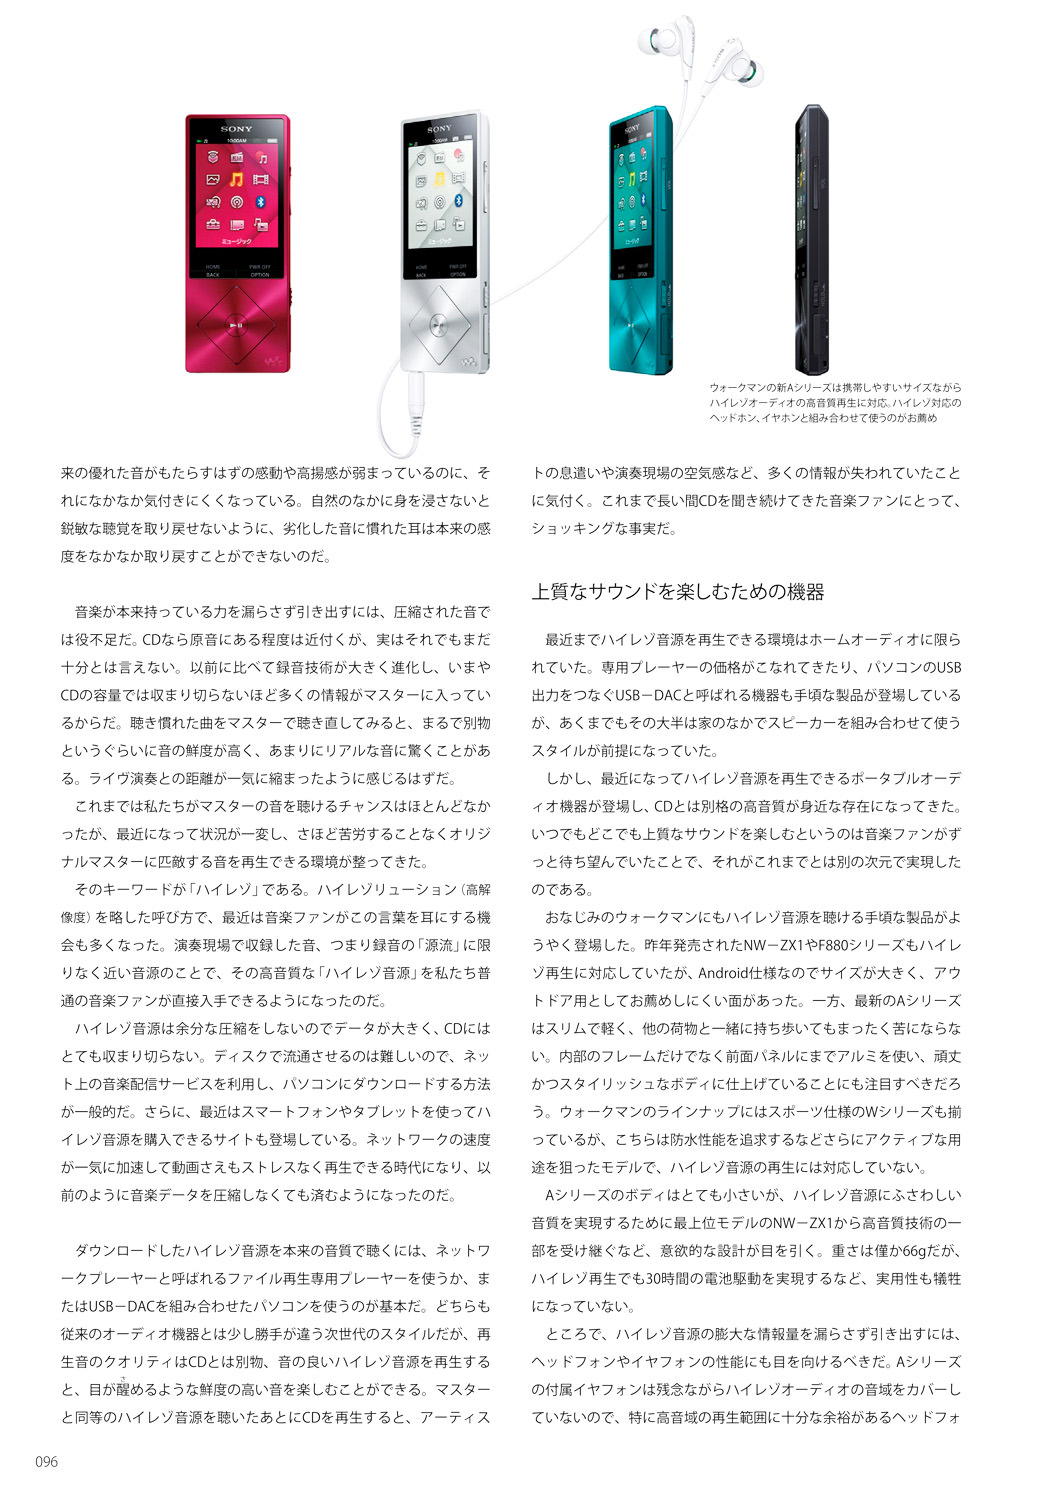 SONY
10:00AM
ミュージック
HOME
PWR OFF
BACK
OPTION
SONY
ミュージック
HOME
PWR OFF
BACK
OPTION
SONY
ウォークマンの新Aシリーズは携帯しやすいサイズながら
ハイレゾオーディオの高音質再生に対応。ハイレゾ対応の
ヘッドホン、イヤホンと組み合わせて使うのがお薦め
来の優れた音がもたらすはずの感動や高揚感が弱まっているのに、そ
れになかなか気付きにくくなっている。自然のなかに身を浸さないと
鋭敏な聴覚を取り戻せないように、劣化した音に慣れた耳は本来の感
度をなかなか取り戻すことができないのだ。
音楽が本来持っている力を漏らさず引き出すには、圧縮された音で
は役不足だ。CDなら原音にある程度は近付くが、実はそれでもまだ
十分とは言えない。以前に比べて録音技術が大きく進化し、いまや
CDの容量では収まり切らないほど多くの情報がマスターに入ってい
るからだ。聴き慣れた曲をマスターで聴き直してみると、まるで別物
というぐらいに音の鮮度が高く、あまりにリアルな音に驚くことがあ
る。ライヴ演奏との距離が一気に縮まったように感じるはずだ。
これまでは私たちがマスターの音を聴けるチャンスはほとんどなか
ったが、最近になって状況が一変し、さほど苦労することなくオリジ
ナルマスターに匹敵する音を再生できる環境が整ってきた。
そのキーワードが「ハイレゾ」である。ハイレゾリューション（高解
像度）を略した呼び方で、最近は音楽ファンがこの言葉を耳にする機
会も多くなった。演奏現場で収録した音、つまり録音の「源流」に限
りなく近い音源のことで、その高音質な「ハイレゾ音源」を私たち普
通の音楽ファンが直接入手できるようになったのだ。
ハイレゾ音源は余分な圧縮をしないのでデータが大きく、CDには
とても収まり切らない。ディスクで流通させるのは難しいので、ネッ
ト上の音楽配信サービスを利用し、パソコンにダウンロードする方法
が一般的だ。さらに、最近はスマートフォンやタブレットを使ってハ
イレゾ音源を購入できるサイトも登場している。ネットワークの速度
が一気に加速して動画さえもストレスなく再生できる時代になり、以
前のように音楽データを圧縮しなくても済むようになったのだ。
ダウンロードしたハイレゾ音源を本来の音質で聴くには、ネットワ
ークプレーヤーと呼ばれるファイル再生専用プレーヤーを使うか、ま
たはUSB－DACを組み合わせたパソコンを使うのが基本だ。どちらも
従来のオーディオ機器とは少し勝手が違う次世代のスタイルだが、再
生音のクオリティはCDとは別物、音の良いハイレゾ音源を再生する
さ
と、目が醒めるような鮮度の高い音を楽しむことができる。マスター
と同等のハイレゾ音源を聴いたあとにCDを再生すると、アーティス
トの息遣いや演奏現場の空気感など、多くの情報が失われていたこと
に気付く。これまで長い間CDを聞き続けてきた音楽ファンにとって、
ショッキングな事実だ。
上質なサウンドを楽しむための機器
最近までハイレゾ音源を再生できる環境はホームオーディオに限ら
れていた。専用プレーヤーの価格がこなれてきたり、パソコンのUSB
出力をつなぐUSB－DACと呼ばれる機器も手頃な製品が登場している
が、あくまでもその大半は家のなかでスピーカーを組み合わせて使う
スタイルが前提になっていた。
しかし、最近になってハイレゾ音源を再生できるポータブルオーデ
ィオ機器が登場し、CDとは別格の高音質が身近な存在になってきた。
いつでもどこでも上質なサウンドを楽しむというのは音楽ファンがず
っと待ち望んでいたことで、それがこれまでとは別の次元で実現した
のである。
おなじみのウォークマンにもハイレゾ音源を聴ける手頃な製品がよ
うやく登場した。昨年発売されたNW－ZX1やF880シリーズもハイレ
ゾ再生に対応していたが、Android仕様なのでサイズが大きく、アウ
トドア用としてお薦めしにくい面があった。一方、最新のAシリーズ
はスリムで軽く、他の荷物と一緒に持ち歩いてもまったく苦にならな
い。内部のフレームだけでなく前面パネルにまでアルミを使い、頑丈
かつスタイリッシュなボディに仕上げていることにも注目すべきだろ
う。ウォークマンのラインナップにはスポーツ仕様のWシリーズも揃
っているが、こちらは防水性能を追求するなどさらにアクティブな用
途を狙ったモデルで、ハイレゾ音源の再生には対応していない。
Aシリーズのボディはとても小さいが、ハイレゾ音源にふさわしい
音質を実現するために最上位モデルのNW－ZX1から高音質技術の一
部を受け継ぐなど、意欲的な設計が目を引く。重さは僅か66gだが、
ハイレゾ再生でも30時間の電池駆動を実現するなど、実用性も犠牲
になっていない。
ところで、ハイレゾ音源の膨大な情報量を漏らさず引き出すには、
ヘッドフォンやイヤフォンの性能にも目を向けるべきだ。Aシリーズ
の付属イヤフォンは残念ながらハイレゾオーディオの音域をカバーし
ていないので、特に高音域の再生範囲に十分な余裕があるヘッドフォ
096